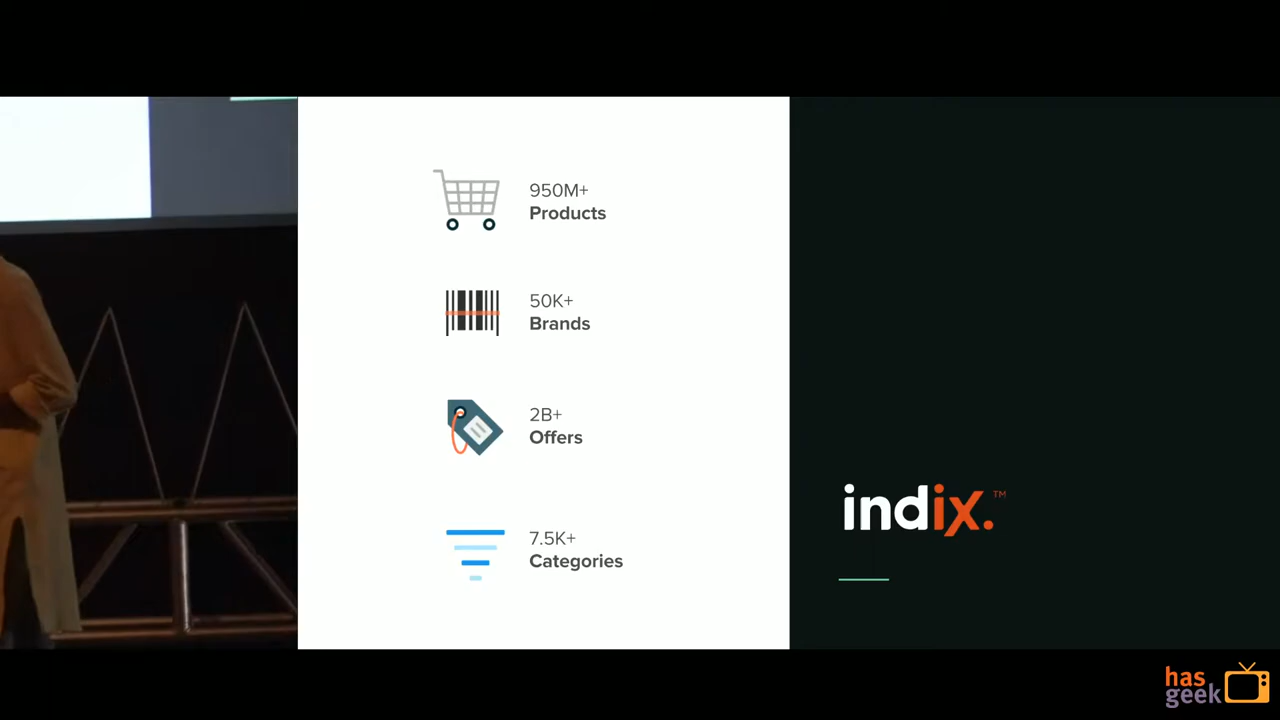 950M+
Products
50K+
Brands
2B+
Offers
7.5K+
Categories
indix.™
has
geek